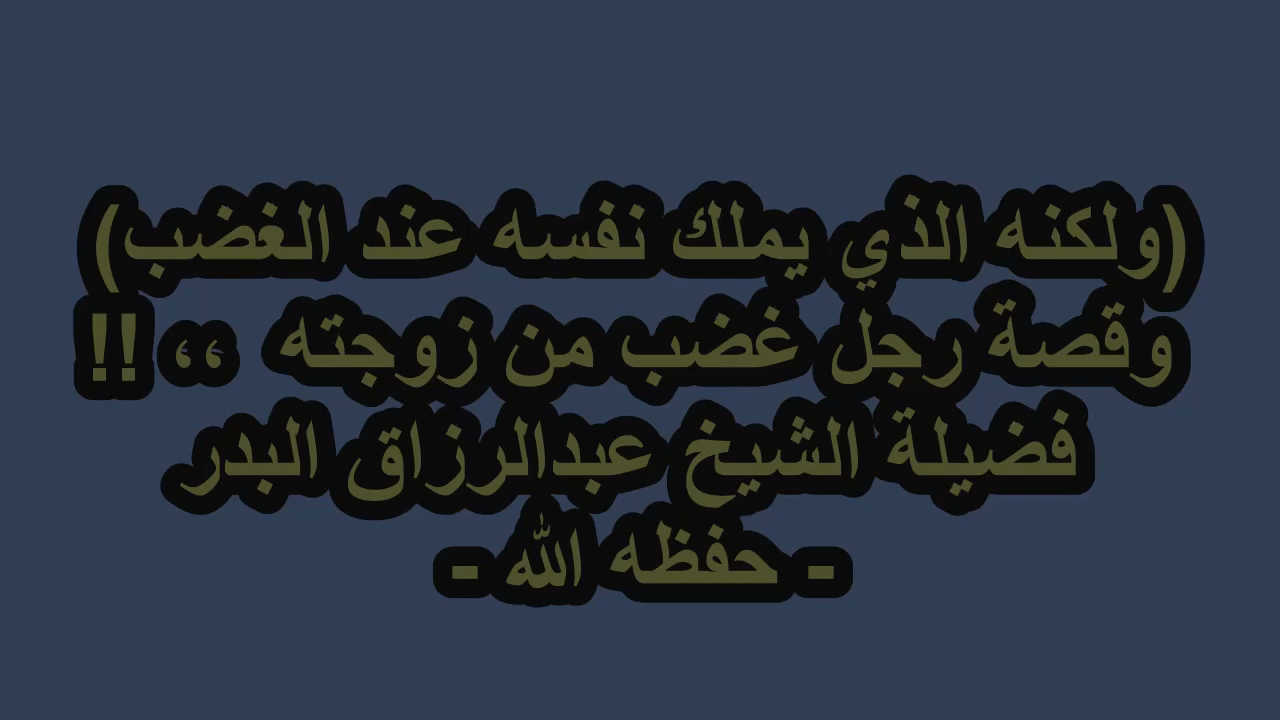 (ولكنه الذي يملك نفسه عند الغضب)
وقصة رجل غضب من زوجته ،، !!
فضيلة الشيخ عبدالرزاق البدر
- حفظه الله -